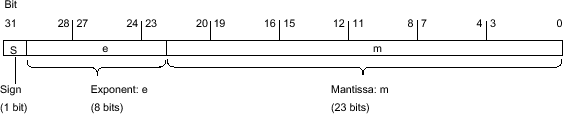 Bit
31 28 27 24 23 20 19 16 15 12 11 8 7 4 3 0
S e m
Sign Exponent: e Mantissa: m
(1 bit) (8 bits) (23 bits)